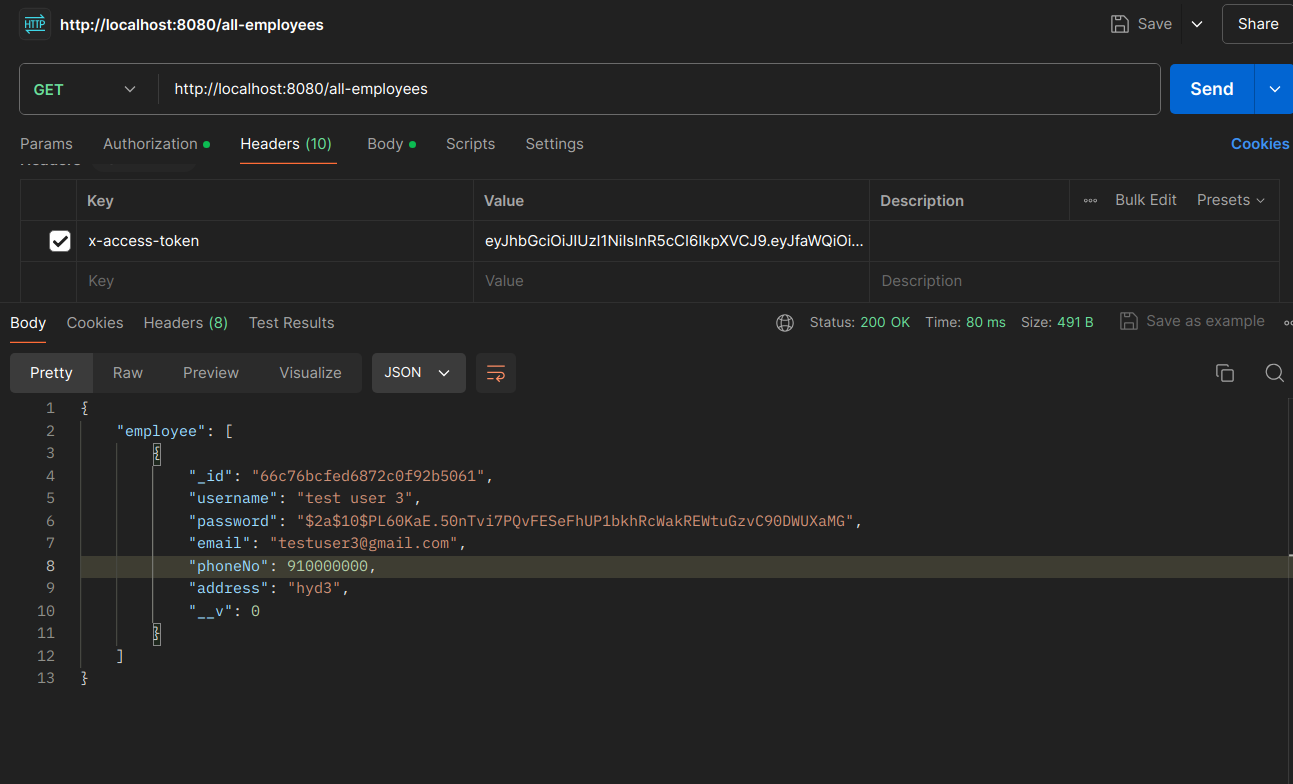 HTTP http://localhost:8080/all-employees Save Share
GET http://localhost:8080/all-employees Send
Params Authorization Headers (10) Body Scripts Settings Cookies
Headers
Key Value Description ooo Bulk Edit Presets
x-access-token eyJhbGciOiJIUzI1NiIsInR5cCI6IkpXVCJ9.eyJfaWQiOi...
Key Value Description
Body Cookies Headers (8) Test Results Status: 200 OK Time: 80 ms Size: 491 B Save as example
Pretty Raw Preview Visualize JSON
1 {
2 "employee": [
3 {
4 "_id": "66c76bcfed6872c0f92b5061",
5 "username": "test user 3",
6 "password": "$2a$10$PL60KaE.50nTvi7PQvFESeFhUP1bkhRcWakREWtuGzvC90DWUXaMG",
7 "email": "testuser3@gmail.com",
8 "phoneNo": 910000000,
9 "address": "hyd3",
10 "__v": 0
11 }
12 ]
13 }